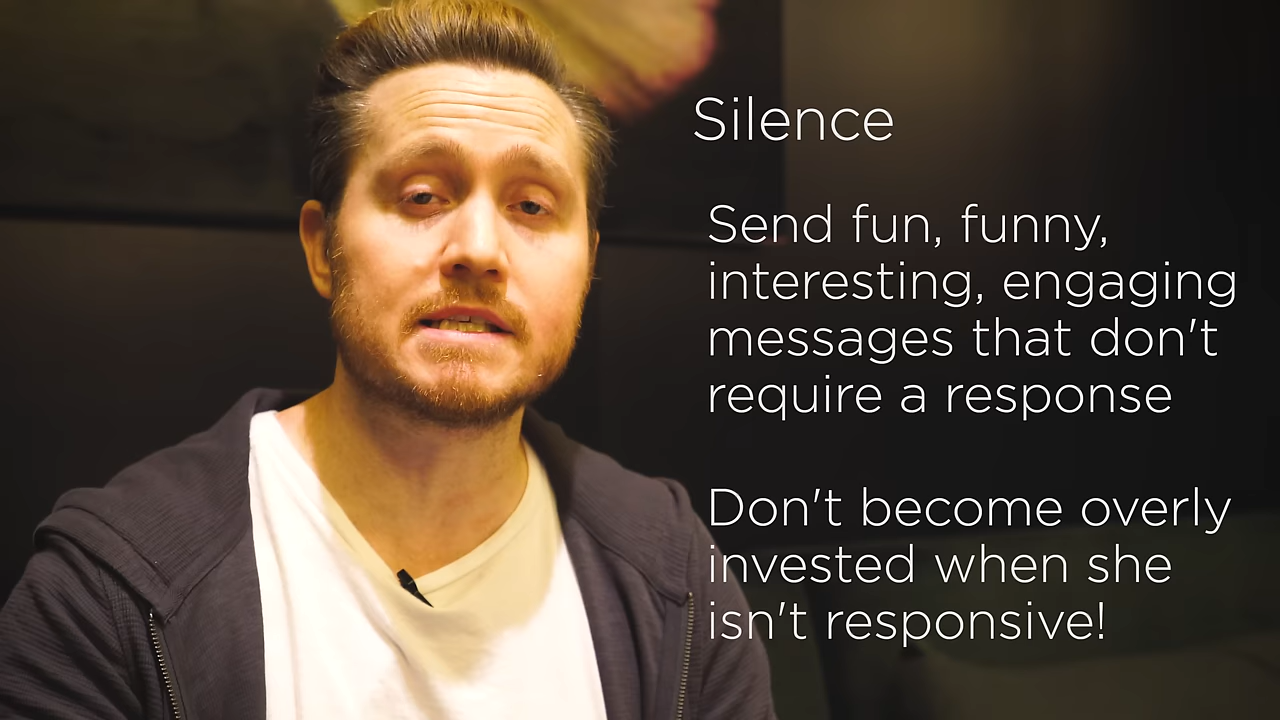 Silence
Send fun, funny,
interesting, engaging
messages that don't
require a response
Don't become overly
invested when she
isn't responsive!